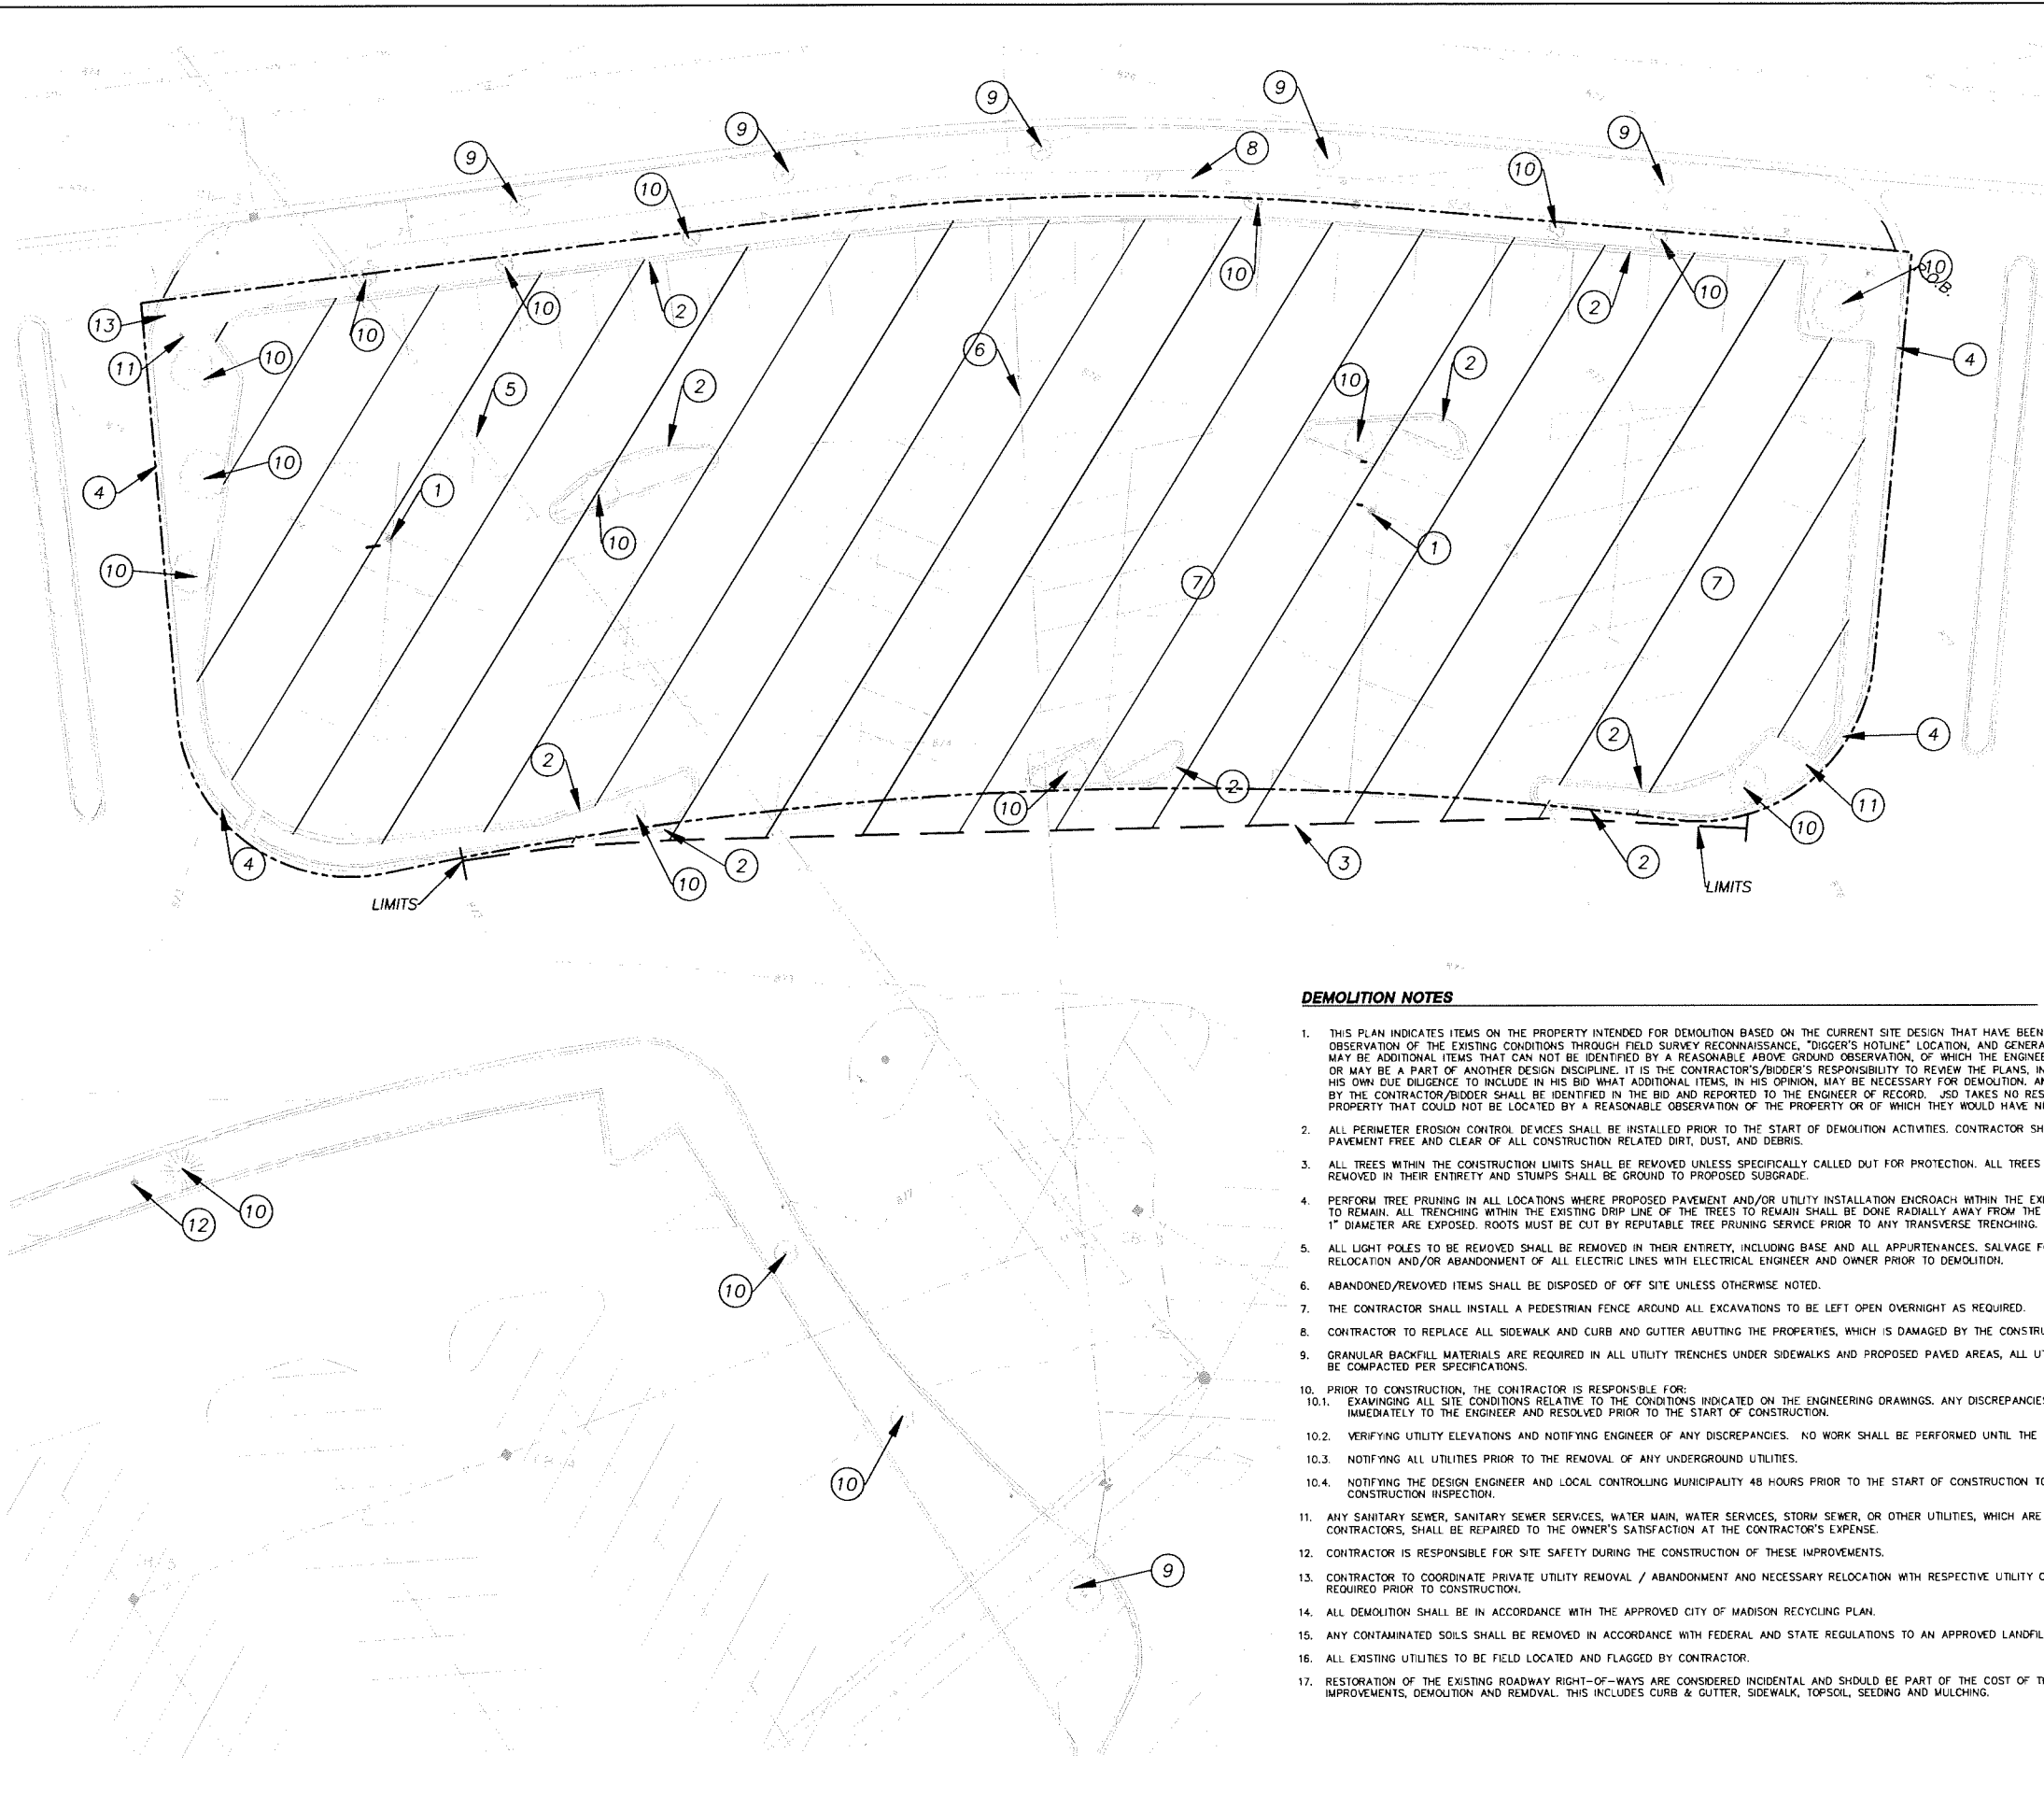 9
9
9
9
9
8
10
10
10
10
10
10
10
P.O.B.
13
11
10
2
2
6
4
5
2
10
2
10
4
1
10
1
10
7
7
2
2
4
10
2
10
11
4
10
2
3
2
LIMITS
LIMITS
10
12
10
10
9
DEMOLITION NOTES
1. THIS PLAN INDICATES ITEMS ON THE PROPERTY INTENDED FOR DEMOLITION BASED ON THE CURRENT SITE DESIGN THAT HAVE BEEN
OBSERVATION OF THE EXISTING CONDITIONS THROUGH FIELD SURVEY RECONNAISSANCE, "DIGGER'S HOTLINE" LOCATION, AND GENERA
MAY BE ADDITIONAL ITEMS THAT CAN NOT BE IDENTIFIED BY A REASONABLE ABOVE GROUND OBSERVATION, OF WHICH THE ENGINEE
OR MAY BE A PART OF ANOTHER DESIGN DISCIPLINE. IT IS THE CONTRACTOR'S/BIDDER'S RESPONSIBILITY TO REVIEW THE PLANS, IN
HIS OWN DUE DILIGENCE TO INCLUDE IN HIS BID WHAT ADDITIONAL ITEMS, IN HIS OPINION, MAY BE NECESSARY FOR DEMOLITION. AN
BY THE CONTRACTOR/BIDDER SHALL BE IDENTIFIED IN THE BID AND REPORTED TO THE ENGINEER OF RECORD. JSD TAKES NO RES
PROPERTY THAT COULD NOT BE LOCATED BY A REASONABLE OBSERVATION OF THE PROPERTY OR OF WHICH THEY WOULD HAVE N
2. ALL PERIMETER EROSION CONTROL DEVICES SHALL BE INSTALLED PRIOR TO THE START OF DEMOLITION ACTIVITIES. CONTRACTOR SH
PAVEMENT FREE AND CLEAR OF ALL CONSTRUCTION RELATED DIRT, DUST, AND DEBRIS.
3. ALL TREES WITHIN THE CONSTRUCTION LIMITS SHALL BE REMOVED UNLESS SPECIFICALLY CALLED OUT FOR PROTECTION. ALL TREES
REMOVED IN THEIR ENTIRETY AND STUMPS SHALL BE GROUND TO PROPOSED SUBGRADE.
4. PERFORM TREE PRUNING IN ALL LOCATIONS WHERE PROPOSED PAVEMENT AND/OR UTILITY INSTALLATION ENCROACH WITHIN THE EXI
TO REMAIN. ALL TRENCHING WITHIN THE EXISTING DRIP LINE OF THE TREES TO REMAIN SHALL BE DONE RADIALLY AWAY FROM THE
1" DIAMETER ARE EXPOSED. ROOTS MUST BE CUT BY REPUTABLE TREE PRUNING SERVICE PRIOR TO ANY TRANSVERSE TRENCHING.
5. ALL LIGHT POLES TO BE REMOVED SHALL BE REMOVED IN THEIR ENTIRETY, INCLUDING BASE AND ALL APPURTENANCES. SALVAGE F
RELOCATION AND/OR ABANDONMENT OF ALL ELECTRIC LINES WITH ELECTRICAL ENGINEER AND OWNER PRIOR TO DEMOLITION.
6. ABANDONED/REMOVED ITEMS SHALL BE DISPOSED OF OFF SITE UNLESS OTHERWISE NOTED.
7. THE CONTRACTOR SHALL INSTALL A PEDESTRIAN FENCE AROUND ALL EXCAVATIONS TO BE LEFT OPEN OVERNIGHT AS REQUIRED.
8. CONTRACTOR TO REPLACE ALL SIDEWALK AND CURB AND GUTTER ABUTTING THE PROPERTIES, WHICH IS DAMAGED BY THE CONSTRU
9. GRANULAR BACKFILL MATERIALS ARE REQUIRED IN ALL UTILITY TRENCHES UNDER SIDEWALKS AND PROPOSED PAVED AREAS, ALL U
BE COMPACTED PER SPECIFICATIONS.
10. PRIOR TO CONSTRUCTION, THE CONTRACTOR IS RESPONSIBLE FOR:
10.1. EXAMINGING ALL SITE CONDITIONS RELATIVE TO THE CONDITIONS INDICATED ON THE ENGINEERING DRAWINGS. ANY DISCREPANCIES
IMMEDIATELY TO THE ENGINEER AND RESOLVED PRIOR TO THE START OF CONSTRUCTION.
10.2. VERIFYING UTILITY ELEVATIONS AND NOTIFYING ENGINEER OF ANY DISCREPANCIES. NO WORK SHALL BE PERFORMED UNTIL THE
10.3. NOTIFYING ALL UTILITIES PRIOR TO THE REMOVAL OF ANY UNDERGROUND UTILITIES.
10.4. NOTIFYING THE DESIGN ENGINEER AND LOCAL CONTROLLING MUNICIPALITY 48 HOURS PRIOR TO THE START OF CONSTRUCTION TO
CONSTRUCTION INSPECTION.
11. ANY SANITARY SEWER, SANITARY SEWER SERVICES, WATER MAIN, WATER SERVICES, STORM SEWER, OR OTHER UTILITIES, WHICH ARE
CONTRACTORS, SHALL BE REPAIRED TO THE OWNER'S SATISFACTION AT THE CONTRACTOR'S EXPENSE.
12. CONTRACTOR IS RESPONSIBLE FOR SITE SAFETY DURING THE CONSTRUCTION OF THESE IMPROVEMENTS.
13. CONTRACTOR TO COORDINATE PRIVATE UTILITY REMOVAL / ABANDONMENT AND NECESSARY RELOCATION WITH RESPECTIVE UTILITY C
REQUIRED PRIOR TO CONSTRUCTION.
14. ALL DEMOLITION SHALL BE IN ACCORDANCE WITH THE APPROVED CITY OF MADISON RECYCLING PLAN.
15. ANY CONTAMINATED SOILS SHALL BE REMOVED IN ACCORDANCE WITH FEDERAL AND STATE REGULATIONS TO AN APPROVED LANDFIL
16. ALL EXISTING UTILITIES TO BE FIELD LOCATED AND FLAGGED BY CONTRACTOR.
17. RESTORATION OF THE EXISTING ROADWAY RIGHT-OF-WAYS ARE CONSIDERED INCIDENTAL AND SHOULD BE PART OF THE COST OF T
IMPROVEMENTS, DEMOLITION AND REMOVAL. THIS INCLUDES CURB & GUTTER, SIDEWALK, TOPSOIL, SEEDING AND MULCHING.